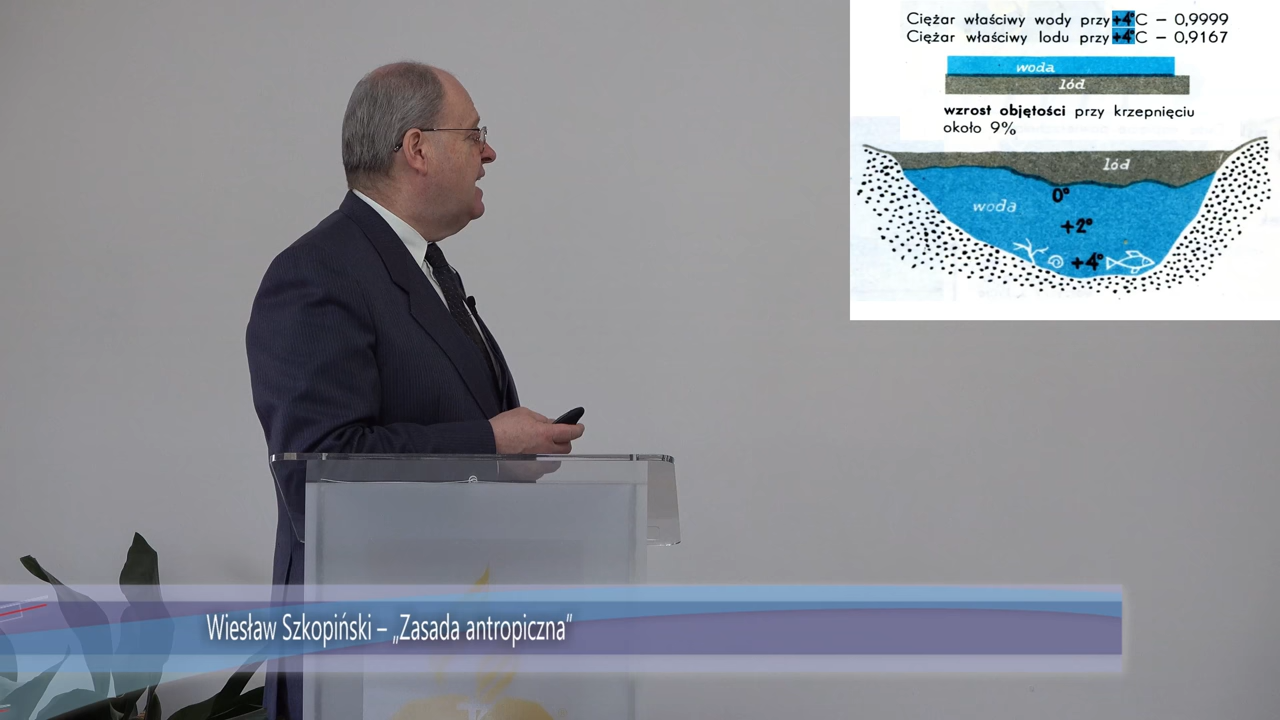 Ciężar właściwy wody przy +4°C – 0,9999
Ciężar właściwy lodu przy +4°C – 0,9167
woda
lód
wzrost objętości przy krzepnięciu
około 9%
lód
woda
0°
+2°
+4°
Wiesław Szkopiński – „Zasada antropiczna”